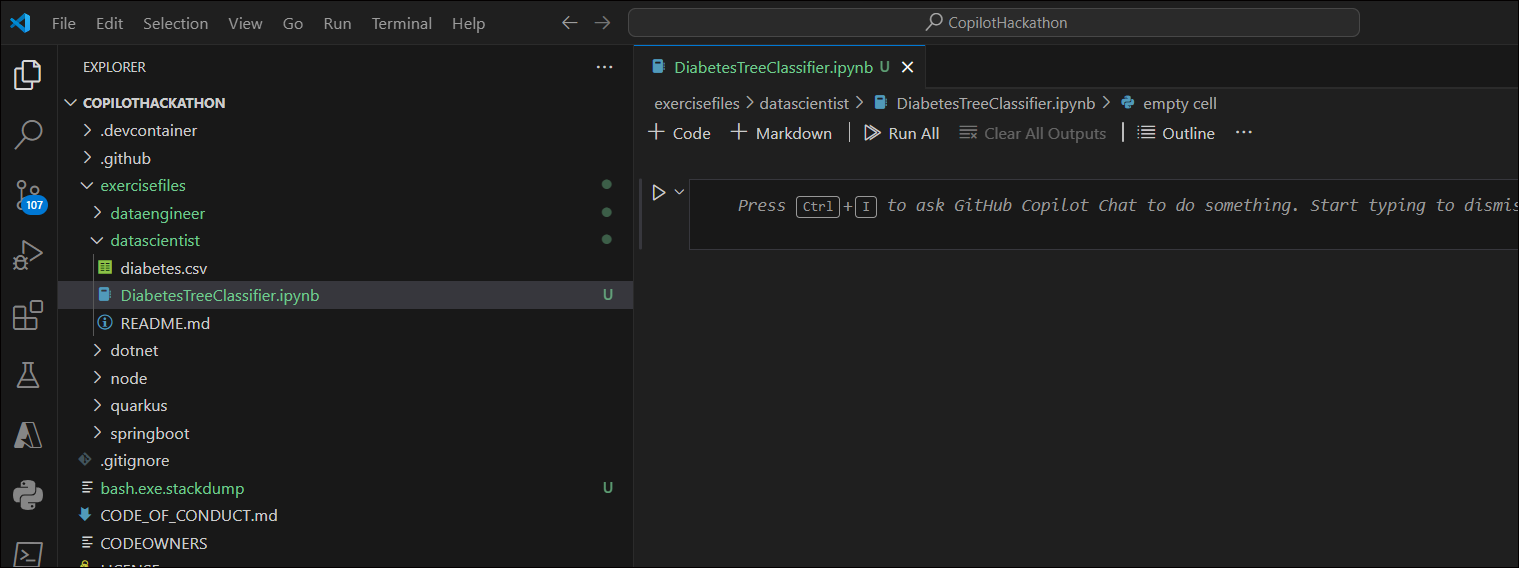 File Edit Selection View Go Run Terminal Help
CopilotHackathon
EXPLORER
COPILOTHACKATHON
.devcontainer
.github
exercisefiles
dataengineer
datascientist
diabetes.csv
DiabetesTreeClassifier.ipynb U
README.md
dotnet
node
quarkus
springboot
.gitignore
bash.exe.stackdump U
CODE_OF_CONDUCT.md
CODEOWNERS
107
DiabetesTreeClassifier.ipynb U
exercisefiles > datascientist > DiabetesTreeClassifier.ipynb > empty cell
+ Code + Markdown Run All Clear All Outputs Outline ...
Press Ctrl+I to ask GitHub Copilot Chat to do something. Start typing to